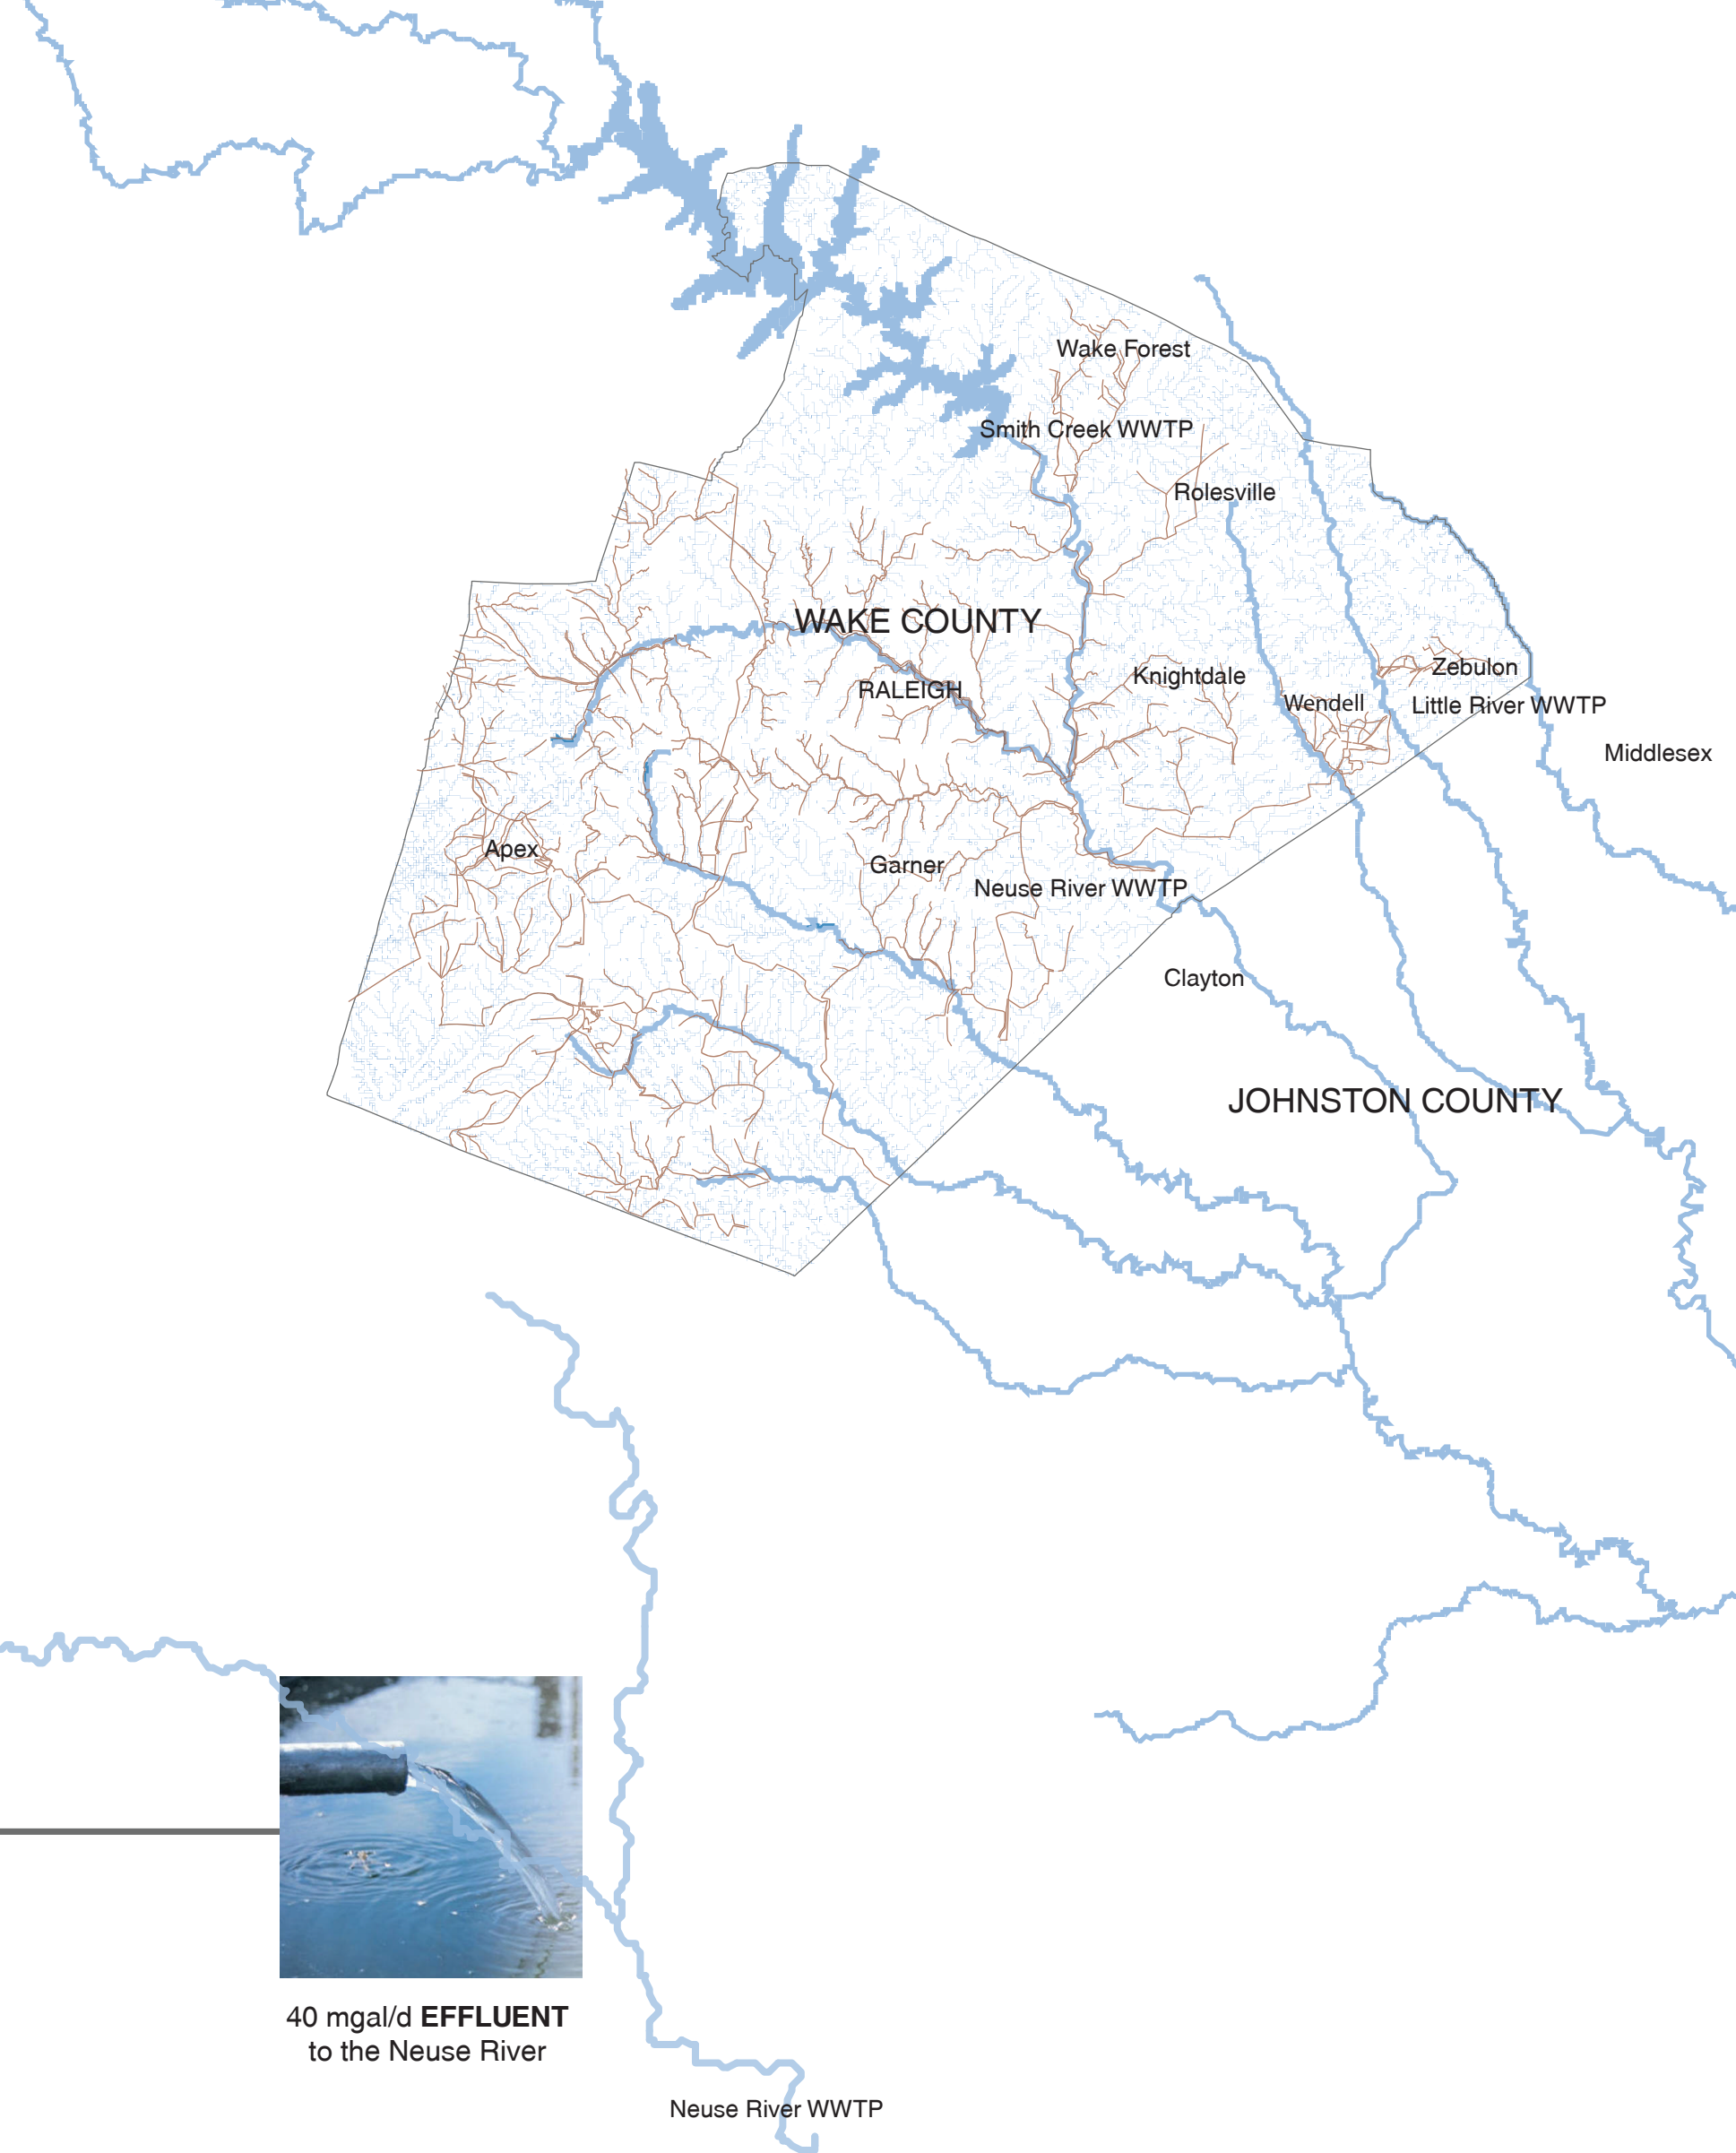 Wake Forest
Smith Creek WWTP
Rolesville
WAKE COUNTY
Zebulon
Knightdale
RALEIGH
Wendell
Little River WWTP
Middlesex
Apex
Garner
Neuse River WWTP
Clayton
JOHNSTON COUNTY
40 mgal/d EFFLUENT
to the Neuse River
Neuse River WWTP